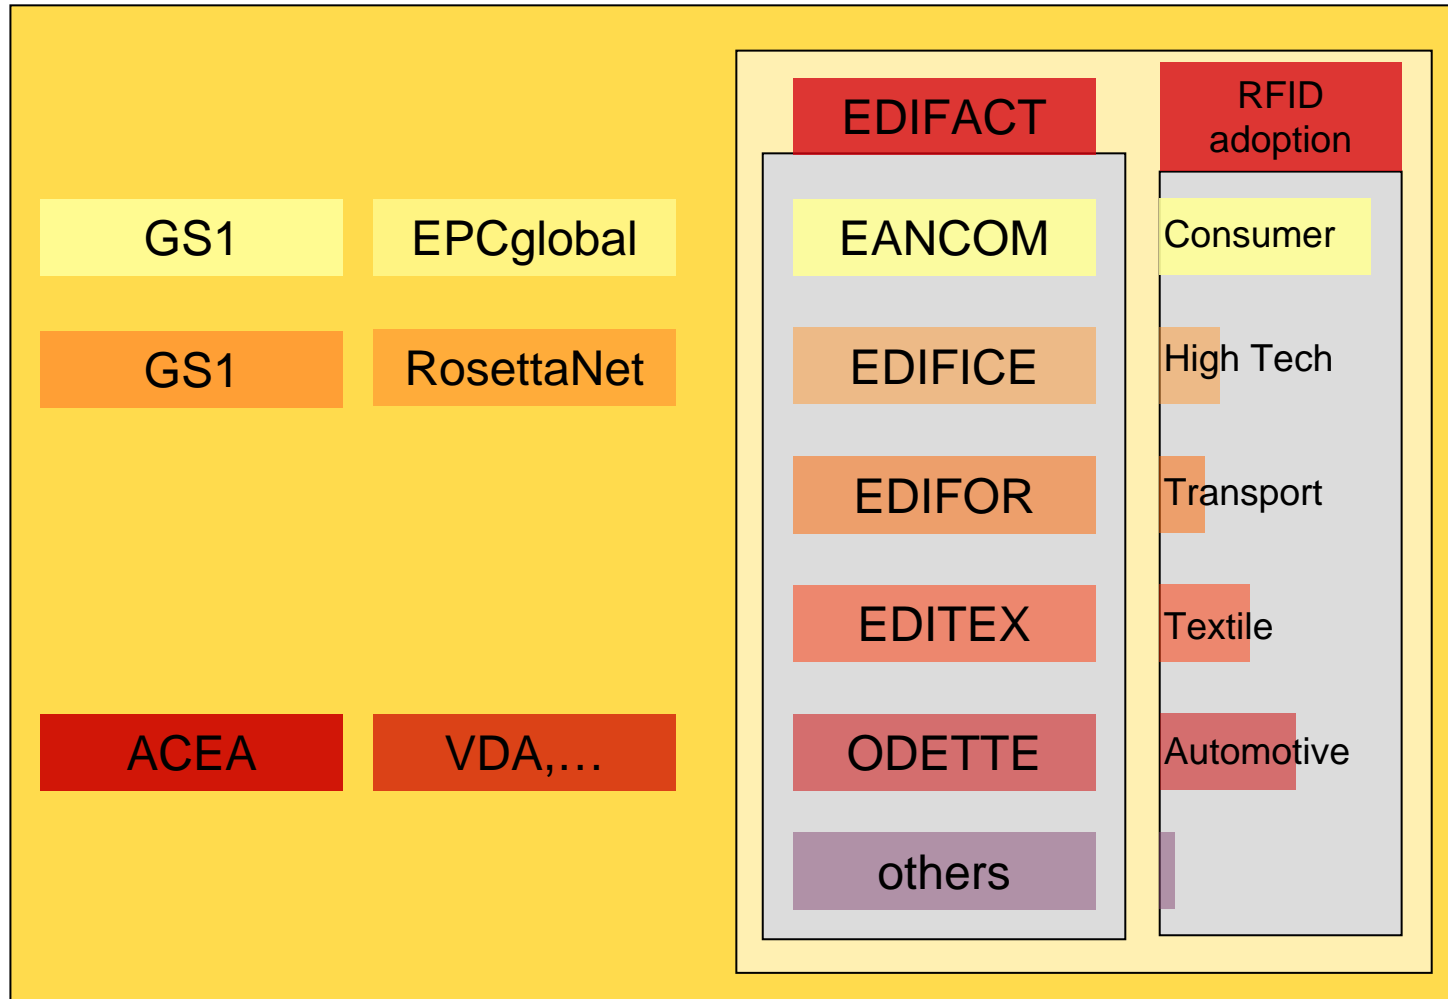 EDIFACT
RFID
adoption
GS1
EPCglobal
EANCOM
Consumer
GS1
RosettaNet
EDIFICE
High Tech
EDIFOR
Transport
EDITEX
Textile
ACEA
VDA,…
ODETTE
Automotive
others